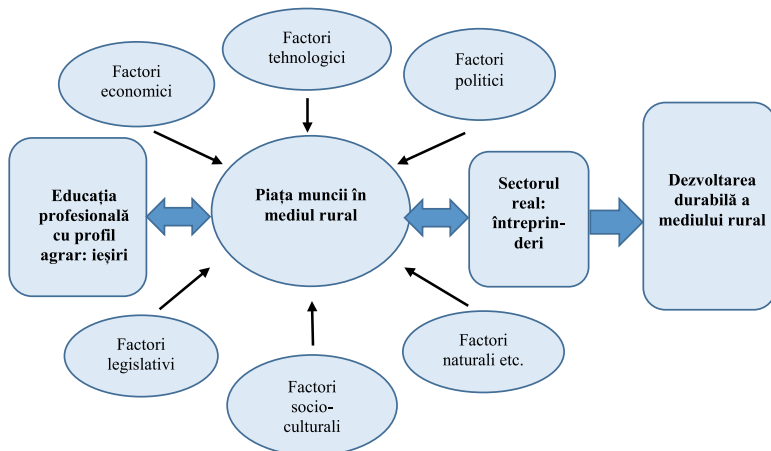 Factori
economici
Factori
tehnologici
Factori
politici
Educația
profesională
cu profil
agrar: ieșiri
Piața muncii în
mediul rural
Sectorul
real:
întreprin-
deri
Dezvoltarea
durabilă a
mediului rural
Factori
legislativi
Factori
socio-
culturali
Factori
naturali etc.